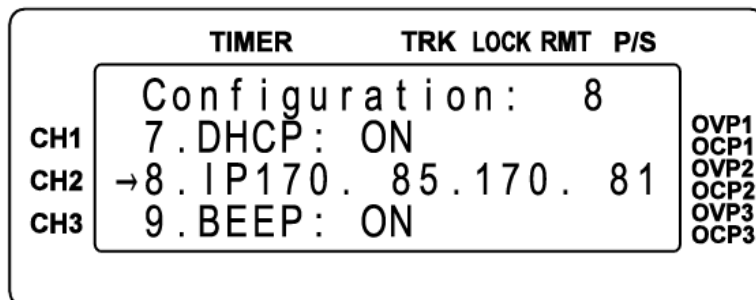 TIMER TRK LOCK RMT P/S
Configuration: 8
CH1 7.DHCP: ON OVP1
OCP1
CH2 →8.IP170. 85.170. 81 OVP2
OCP2
CH3 9.BEEP: ON OVP3
OCP3